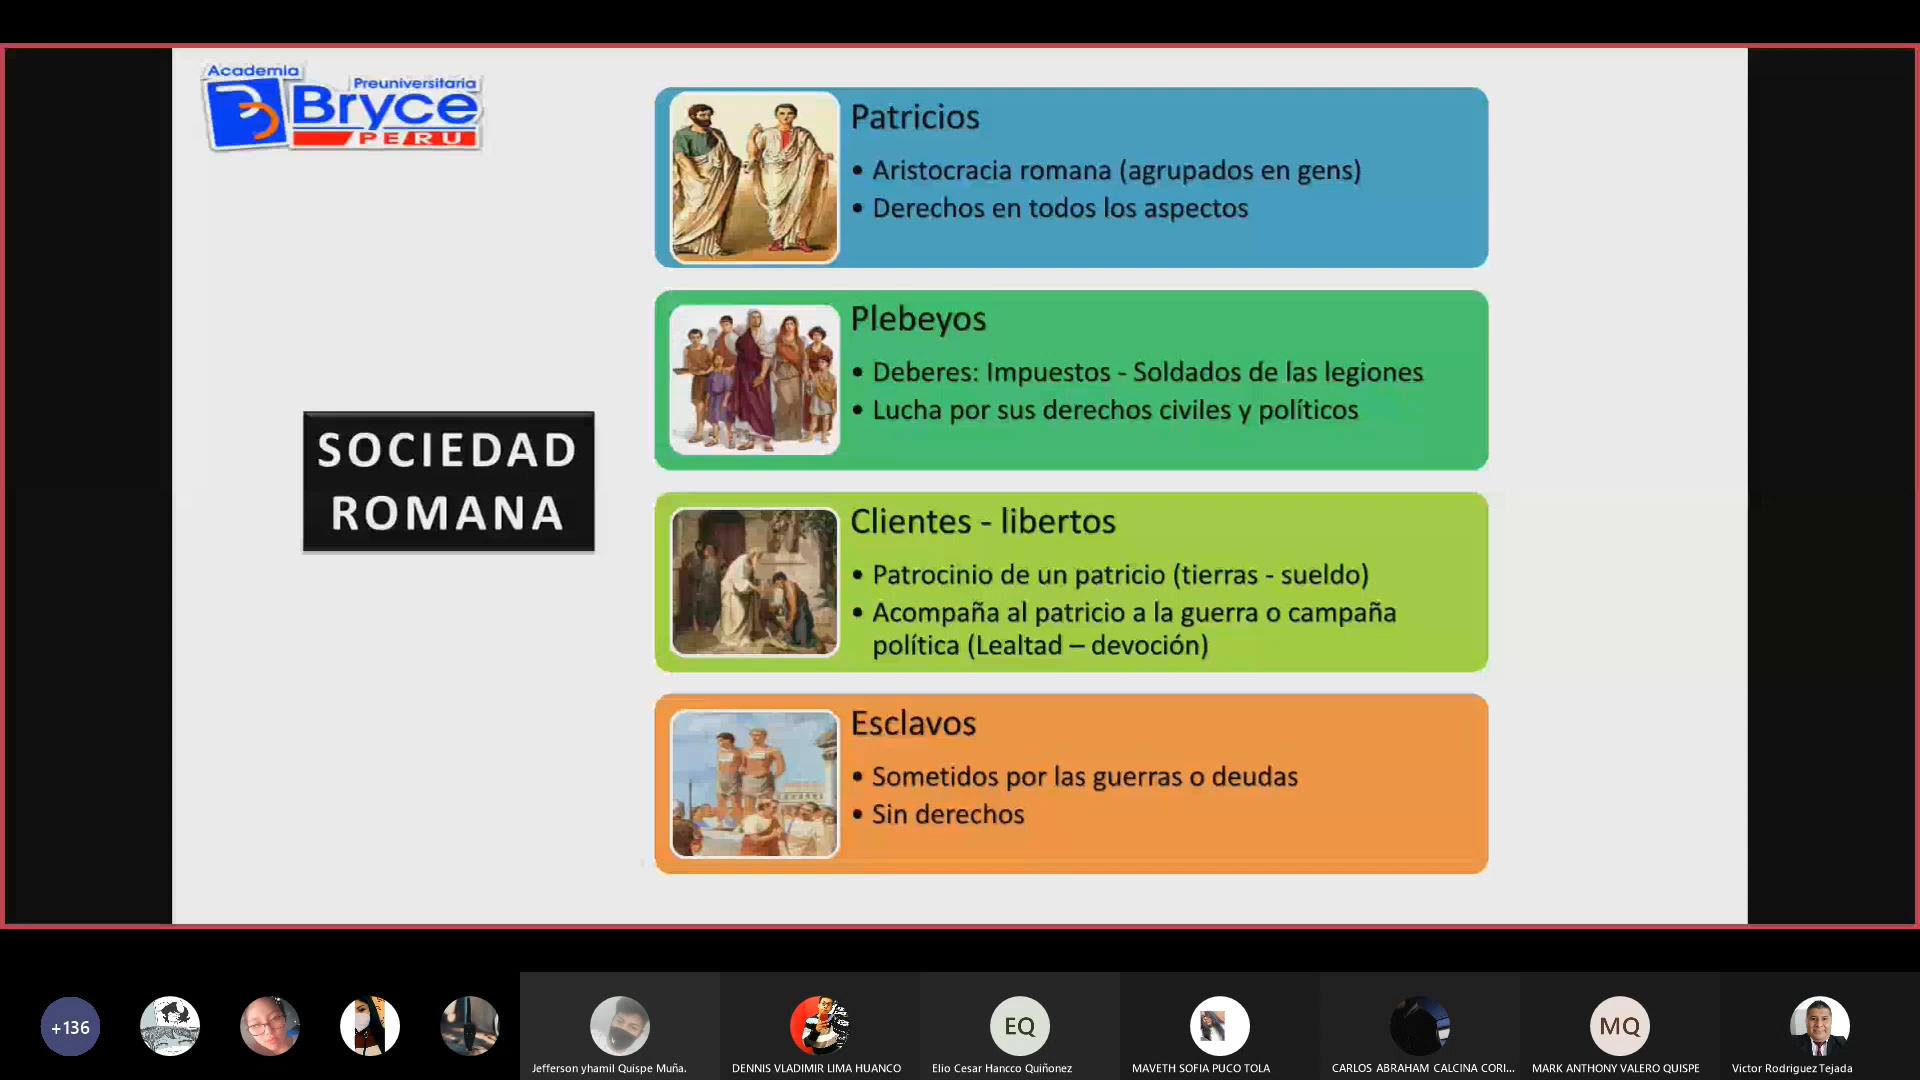 Academia
Preuniversitaria
Bryce
PERU
SOCIEDAD
ROMANA
Patricios
• Aristocracia romana (agrupados en gens)
• Derechos en todos los aspectos
Plebeyos
• Deberes: Impuestos - Soldados de las legiones
• Lucha por sus derechos civiles y políticos
Clientes - libertos
• Patrocinio de un patricio (tierras - sueldo)
• Acompaña al patricio a la guerra o campaña
política (Lealtad – devoción)
Esclavos
• Sometidos por las guerras o deudas
• Sin derechos
+136
EQ
MQ
Jefferson yhamil Quispe Muña.
DENNIS VLADIMIR LIMA HUANCO
Elio Cesar Hancco Quiñonez
MAVETH SOFIA PUCO TOLA
CARLOS ABRAHAM CALCINA CORI...
MARK ANTHONY VALERO QUISPE
Victor Rodriguez Tejada